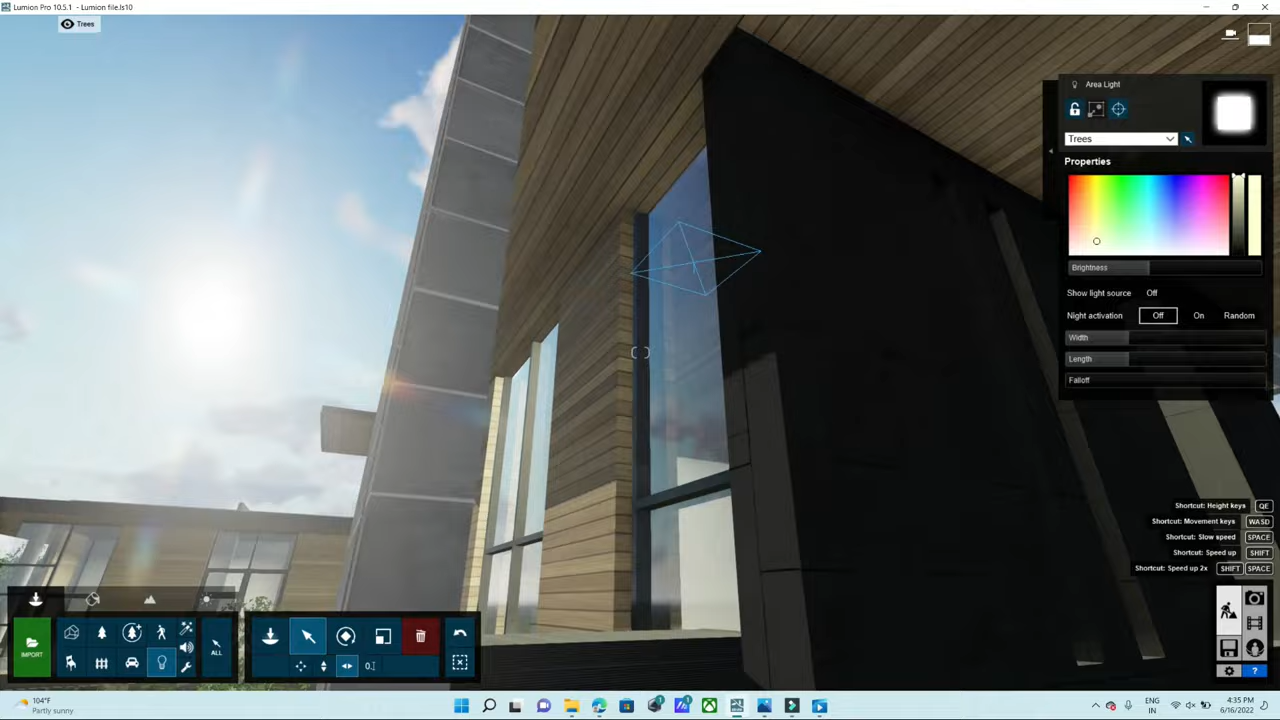 Lumion Pro 10.5.1 - Lumion file.ls10
Trees
Area Light
Trees
Properties
Brightness
Show light source Off
Night activation Off On Random
Width
Length
Falloff
Shortcut: Height keys QE
Shortcut: Movement keys WASD
Shortcut: Slow speed SPACE
Shortcut: Speed up SHIFT
Shortcut: Speed up 2x SHIFT SPACE
IMPORT
ALL
0.
?
104°F
Partly sunny
ENG
IN
4:35 PM
6/16/2022